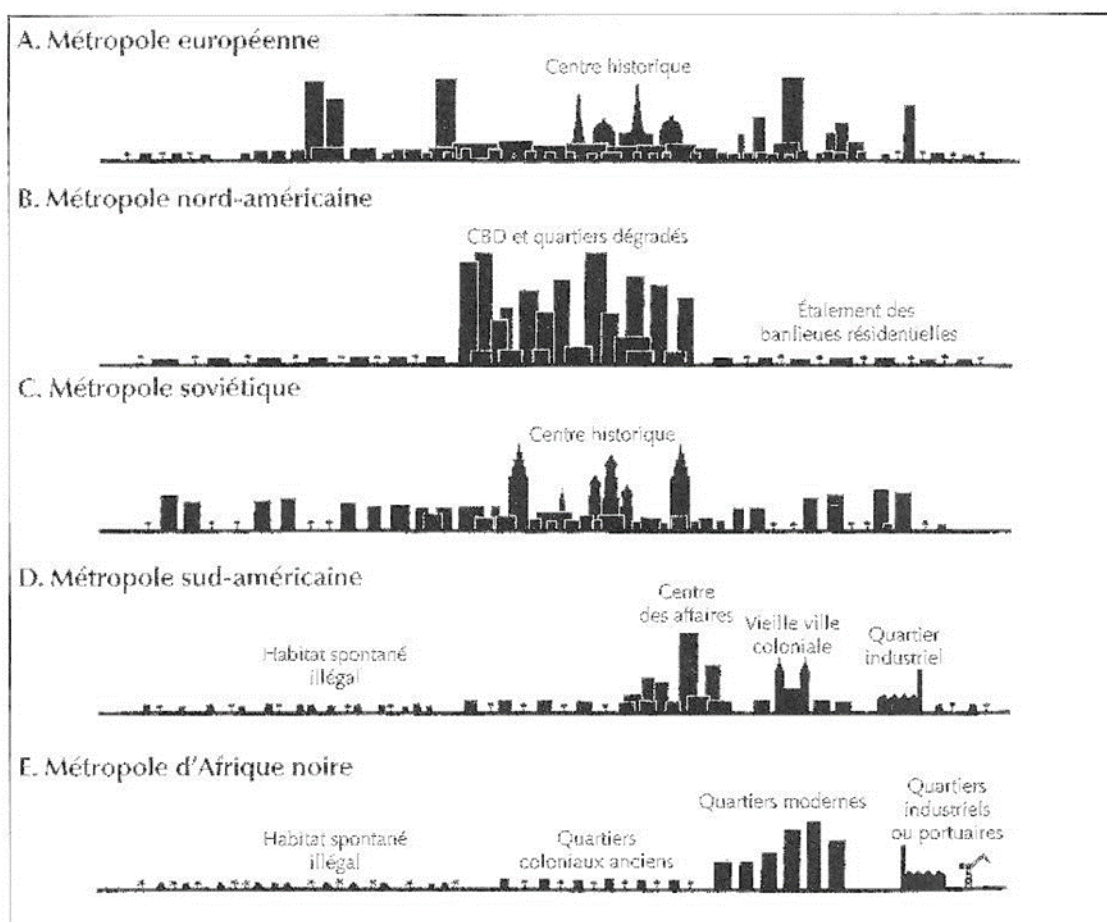 A. Métropole européenne
Centre historique
B. Métropole nord-américaine
CBD et quartiers dégradés
Étalement des
banlieues résidentielles
C. Métropole soviétique
Centre historique
D. Métropole sud-américaine
Centre
des affaires
Vieille ville
coloniale
Quartier
industriel
Habitat spontané
illégal
E. Métropole d'Afrique noire
Quartiers modernes
Quartiers
industriels
ou portuaires
Habitat spontané
illégal
Quartiers
coloniaux anciens